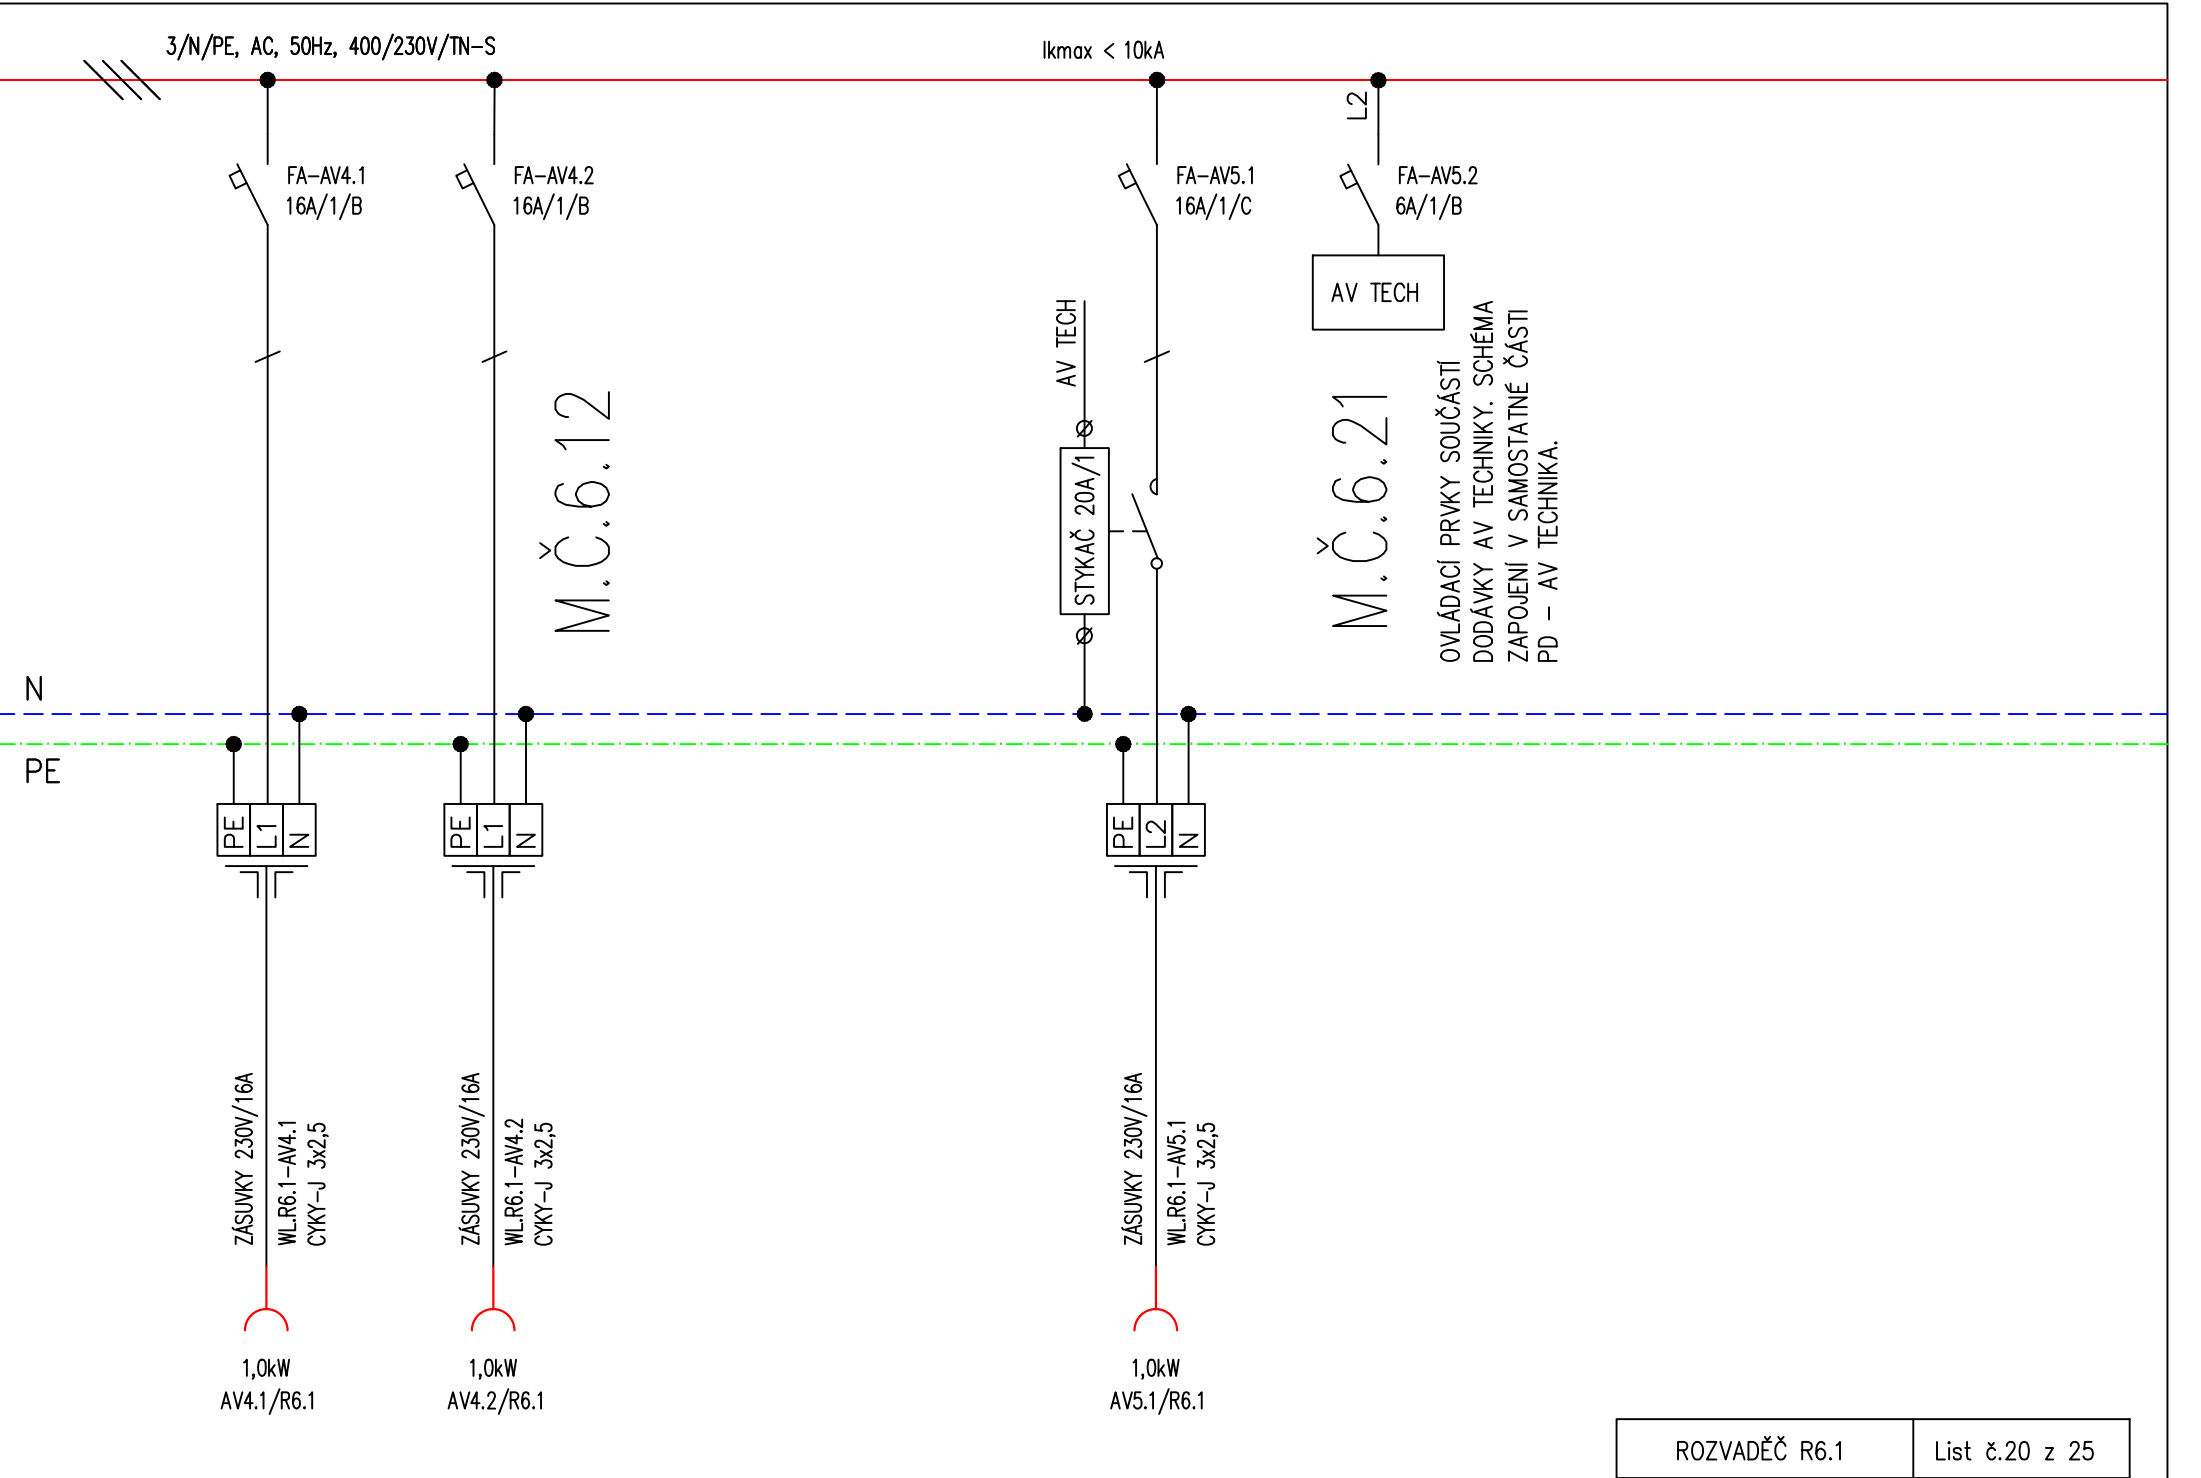 3/N/PE, AC, 50Hz, 400/230V/TN-S
Ikmax < 10kA
L2
FA-AV4.1
16A/1/B
FA-AV4.2
16A/1/B
FA-AV5.1
16A/1/C
FA-AV5.2
6A/1/B
AV TECH
AV TECH
STYKAČ 20A/1
M.Č.6.12
M.Č.6.21
OVLÁDACÍ PRVKY SOUČÁSTÍ
DODÁVKY AV TECHNIKY. SCHÉMA
ZAPOJENÍ V SAMOSTATNÉ ČÁSTI
PD - AV TECHNIKA.
N
PE
PE
L1
N
PE
L1
N
PE
L2
N
ZÁSUVKY 230V/16A
WL.R6.1-AV4.1
CYKY-J 3x2,5
ZÁSUVKY 230V/16A
WL.R6.1-AV4.2
CYKY-J 3x2,5
ZÁSUVKY 230V/16A
WL.R6.1-AV5.1
CYKY-J 3x2,5
1,0kW
AV4.1/R6.1
1,0kW
AV4.2/R6.1
1,0kW
AV5.1/R6.1
ROZVADĚČ R6.1
List č.20 z 25